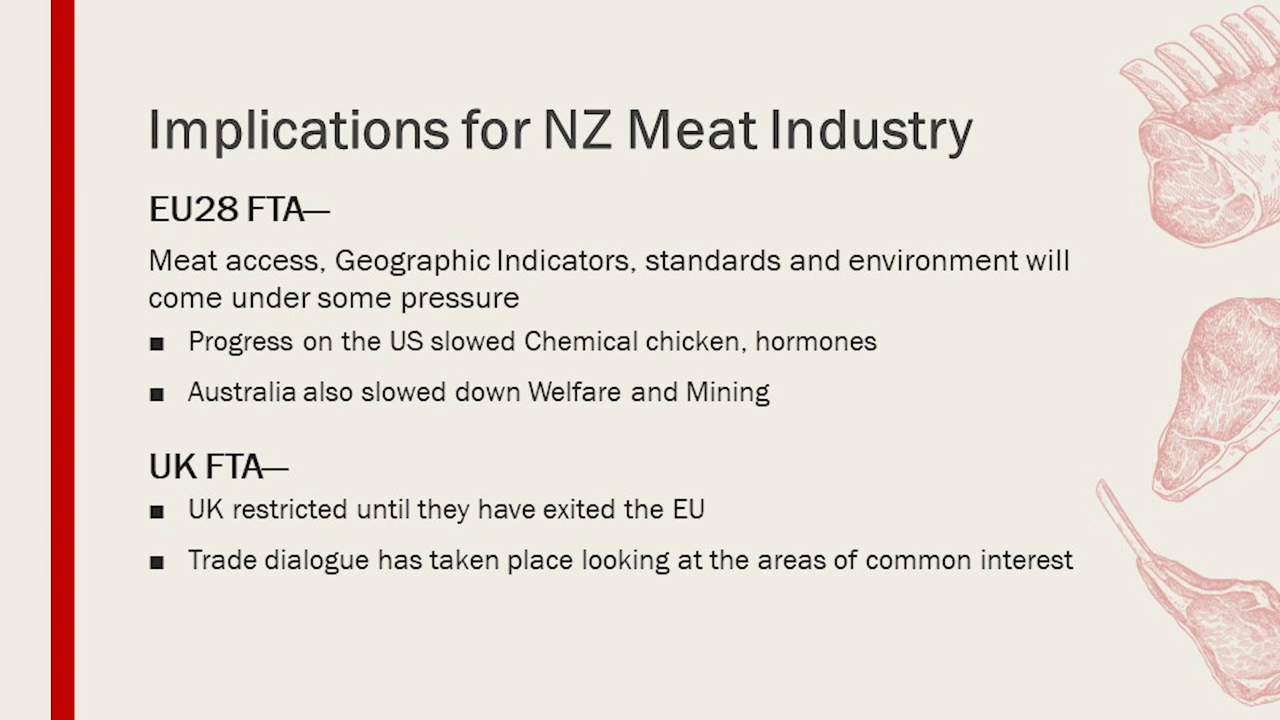 Implications for NZ Meat Industry
EU28 FTA—
Meat access, Geographic Indicators, standards and environment will
come under some pressure
■ Progress on the US slowed Chemical chicken, hormones
■ Australia also slowed down Welfare and Mining
UK FTA—
■ UK restricted until they have exited the EU
■ Trade dialogue has taken place looking at the areas of common interest